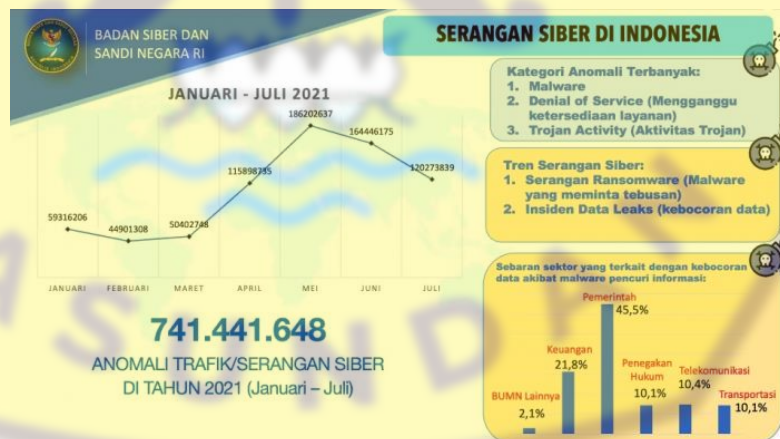 BADAN SIBER DAN
SANDI NEGARA RI
SERANGAN SIBER DI INDONESIA
JANUARI - JULI 2021
186202637
164446175
115898735
120273839
59316206
44901308
50402748
JANUARI FEBRUARI MARET APRIL MEI JUNI JULI
741.441.648
ANOMALI TRAFIK/SERANGAN SIBER
DI TAHUN 2021 (Januari – Juli)
Kategori Anomali Terbanyak:
1. Malware
2. Denial of Service (Mengganggu
ketersediaan layanan)
3. Trojan Activity (Aktivitas Trojan)
Tren Serangan Siber:
1. Serangan Ransomware (Malware
yang meminta tebusan)
2. Insiden Data Leaks (kebocoran data)
Sebaran sektor yang terkait dengan kebocoran
data akibat malware pencuri informasi:
Pemerintah
45,5%
Keuangan
21,8%
Penegakan
Hukum
10,1%
Telekomunikasi
10,4%
Transportasi
10,1%
BUMN Lainnya
2,1%